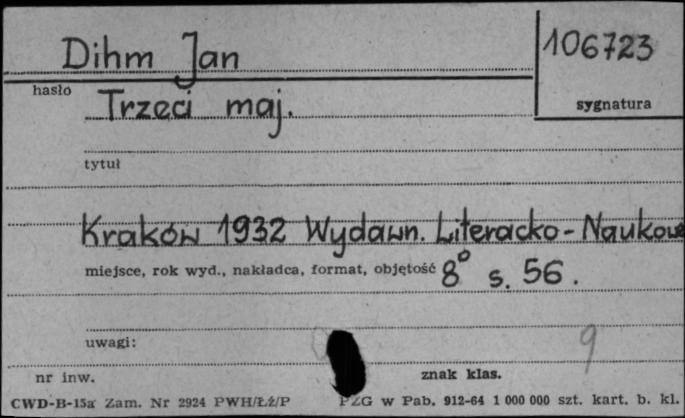 Dihm Jan
106723
hasło
Trzeci maj.
sygnatura
tytuł
Kraków 1932 Wydawn. Literacko-Naukowe
miejsce, rok wyd., nakładca, format, objętość 8° s. 56.
uwagi:
9
nr inw.
znak klas.
CWD-B-15a Zam. Nr 2924 PWH/Łż/P
PZG w Pab. 912-64 1 000 000 szt. kart. b. kl.